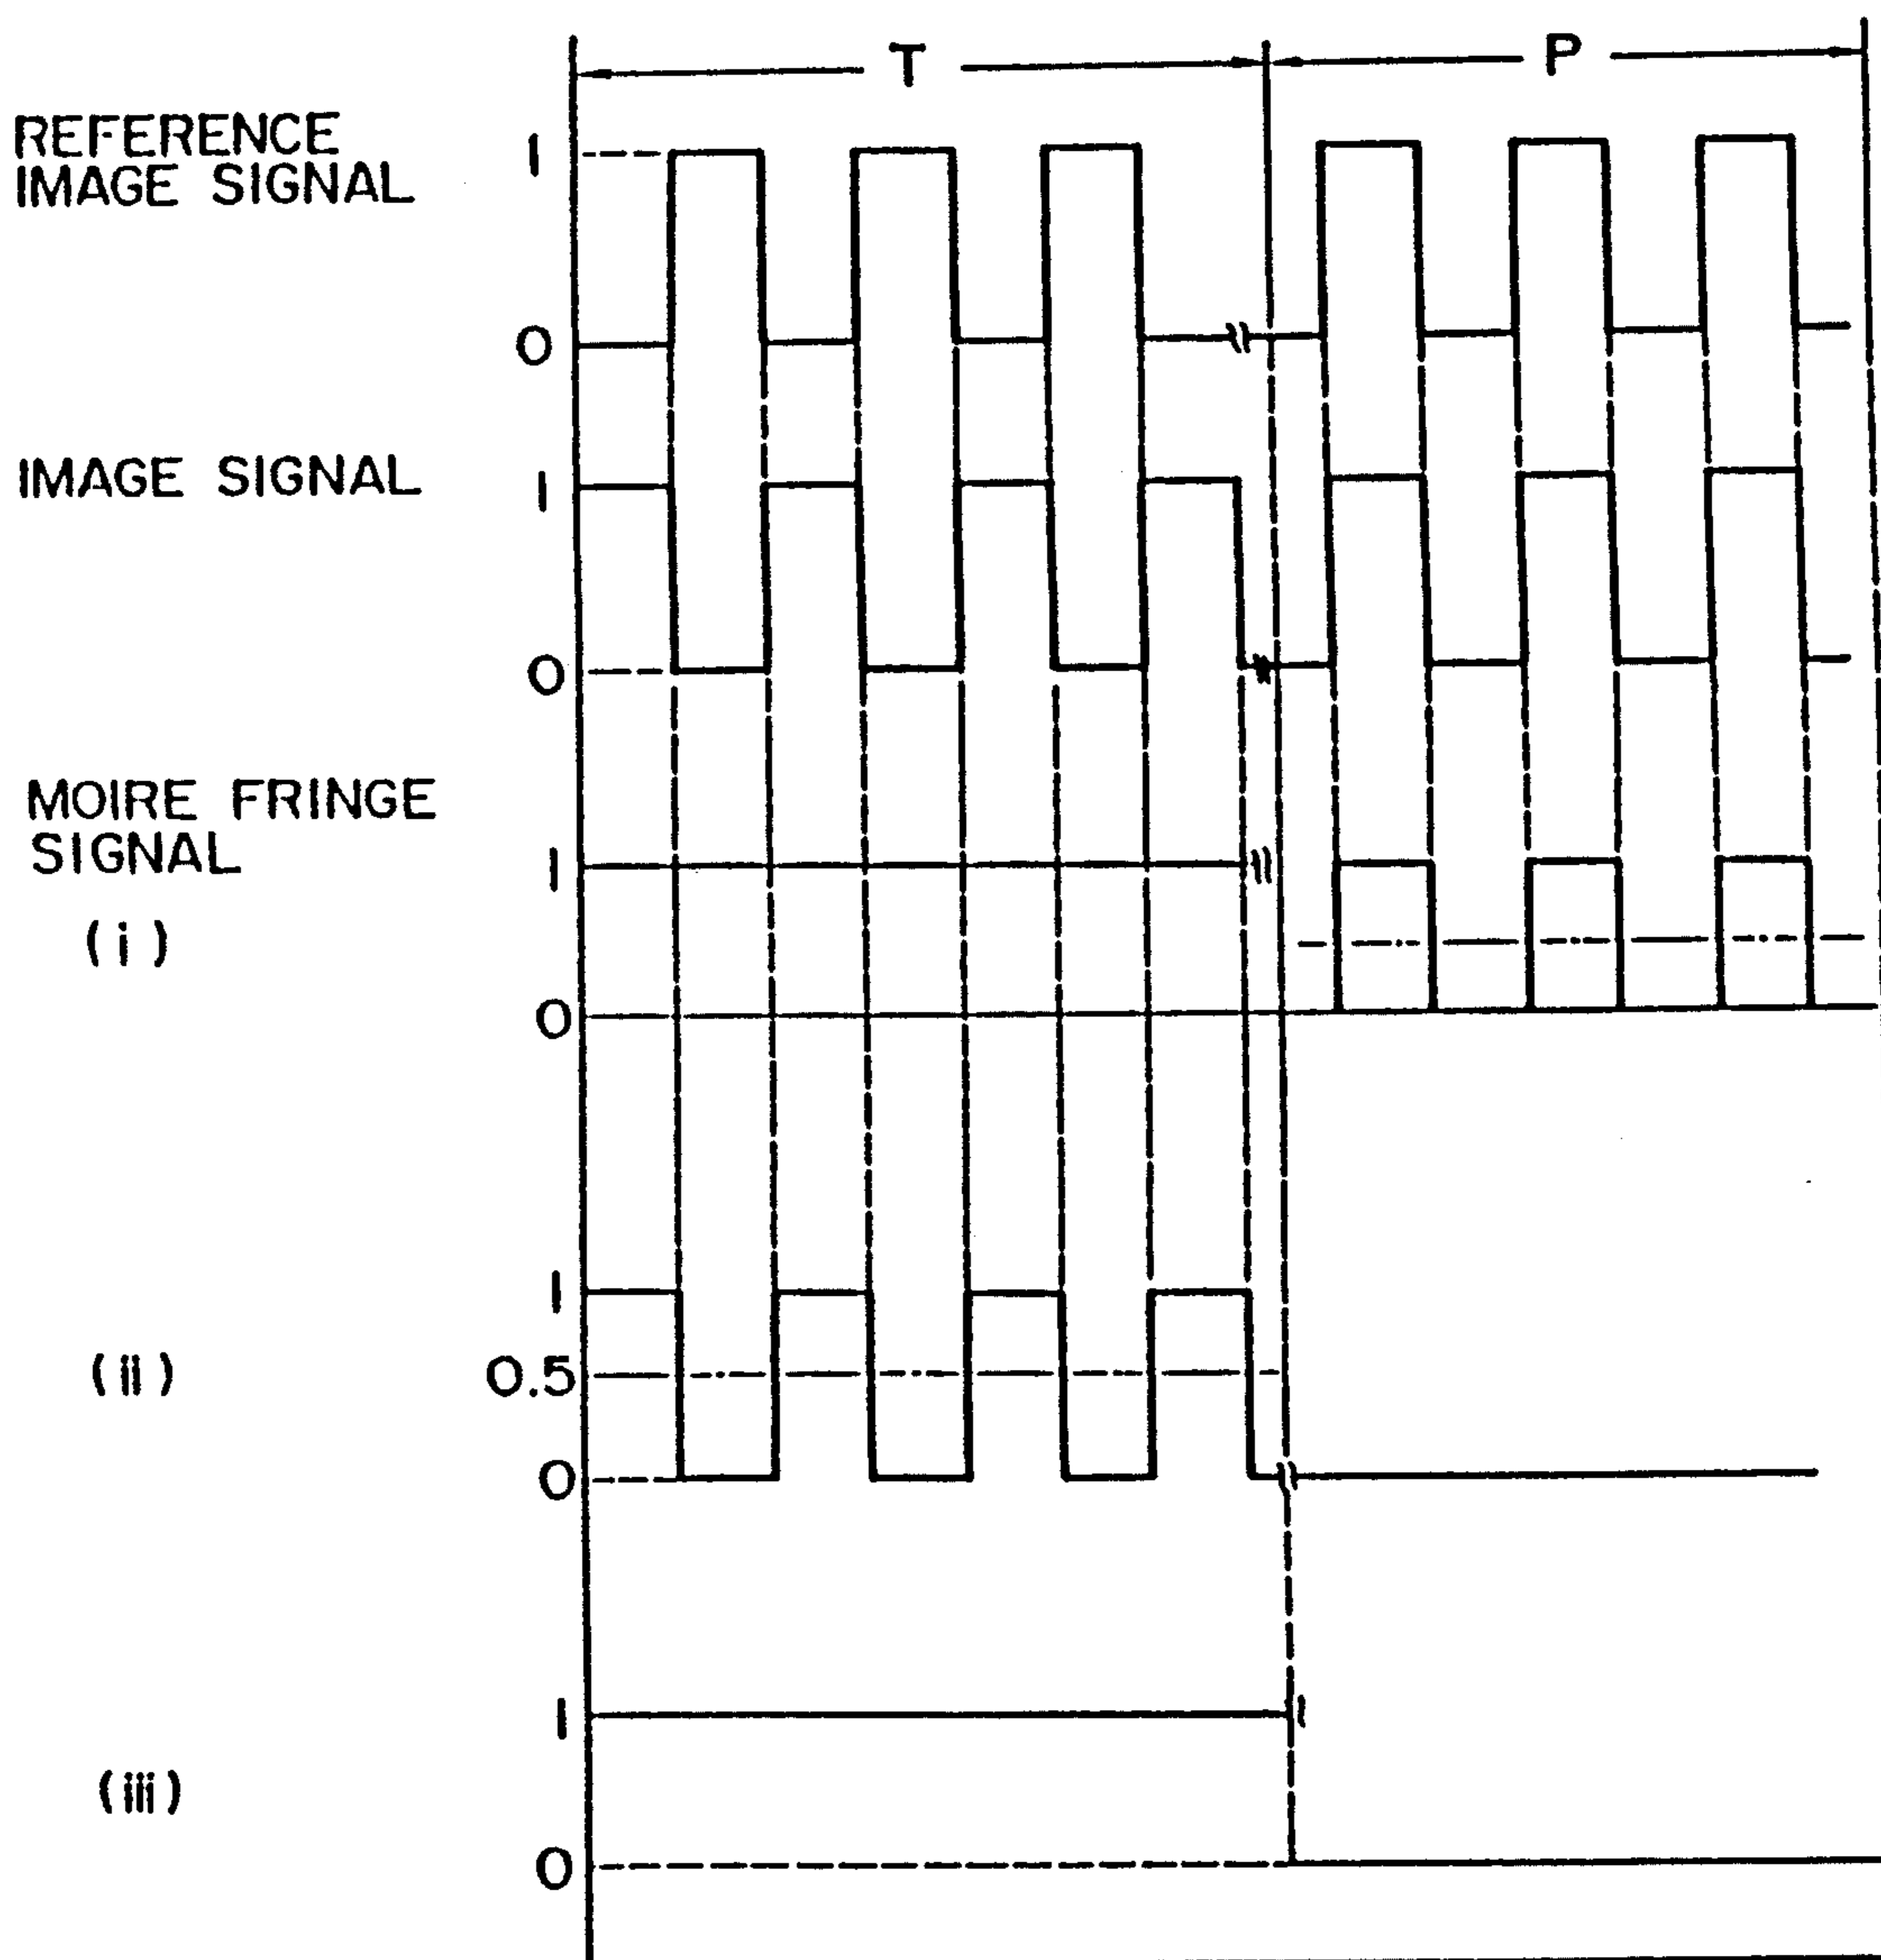 T P
REFERENCE
IMAGE SIGNAL
1
0
IMAGE SIGNAL
1
0
MOIRE FRINGE
SIGNAL
1
(i)
0
1
(ii)
0.5
0
1
(iii)
0